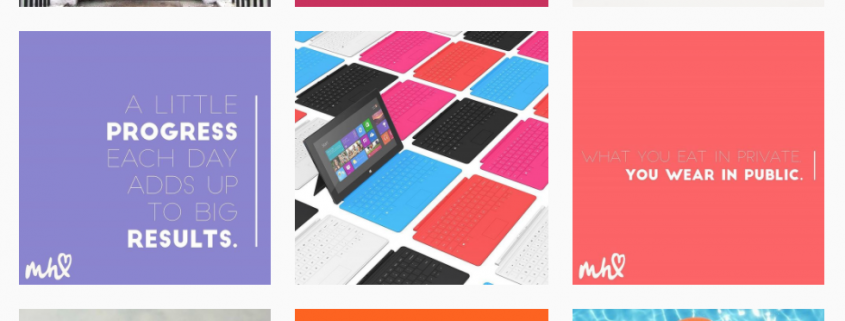 A LITTLE
PROGRESS
EACH DAY
ADDS UP
TO BIG
RESULTS.
mh
WHAT YOU EAT IN PRIVATE
YOU WEAR IN PUBLIC.
mh